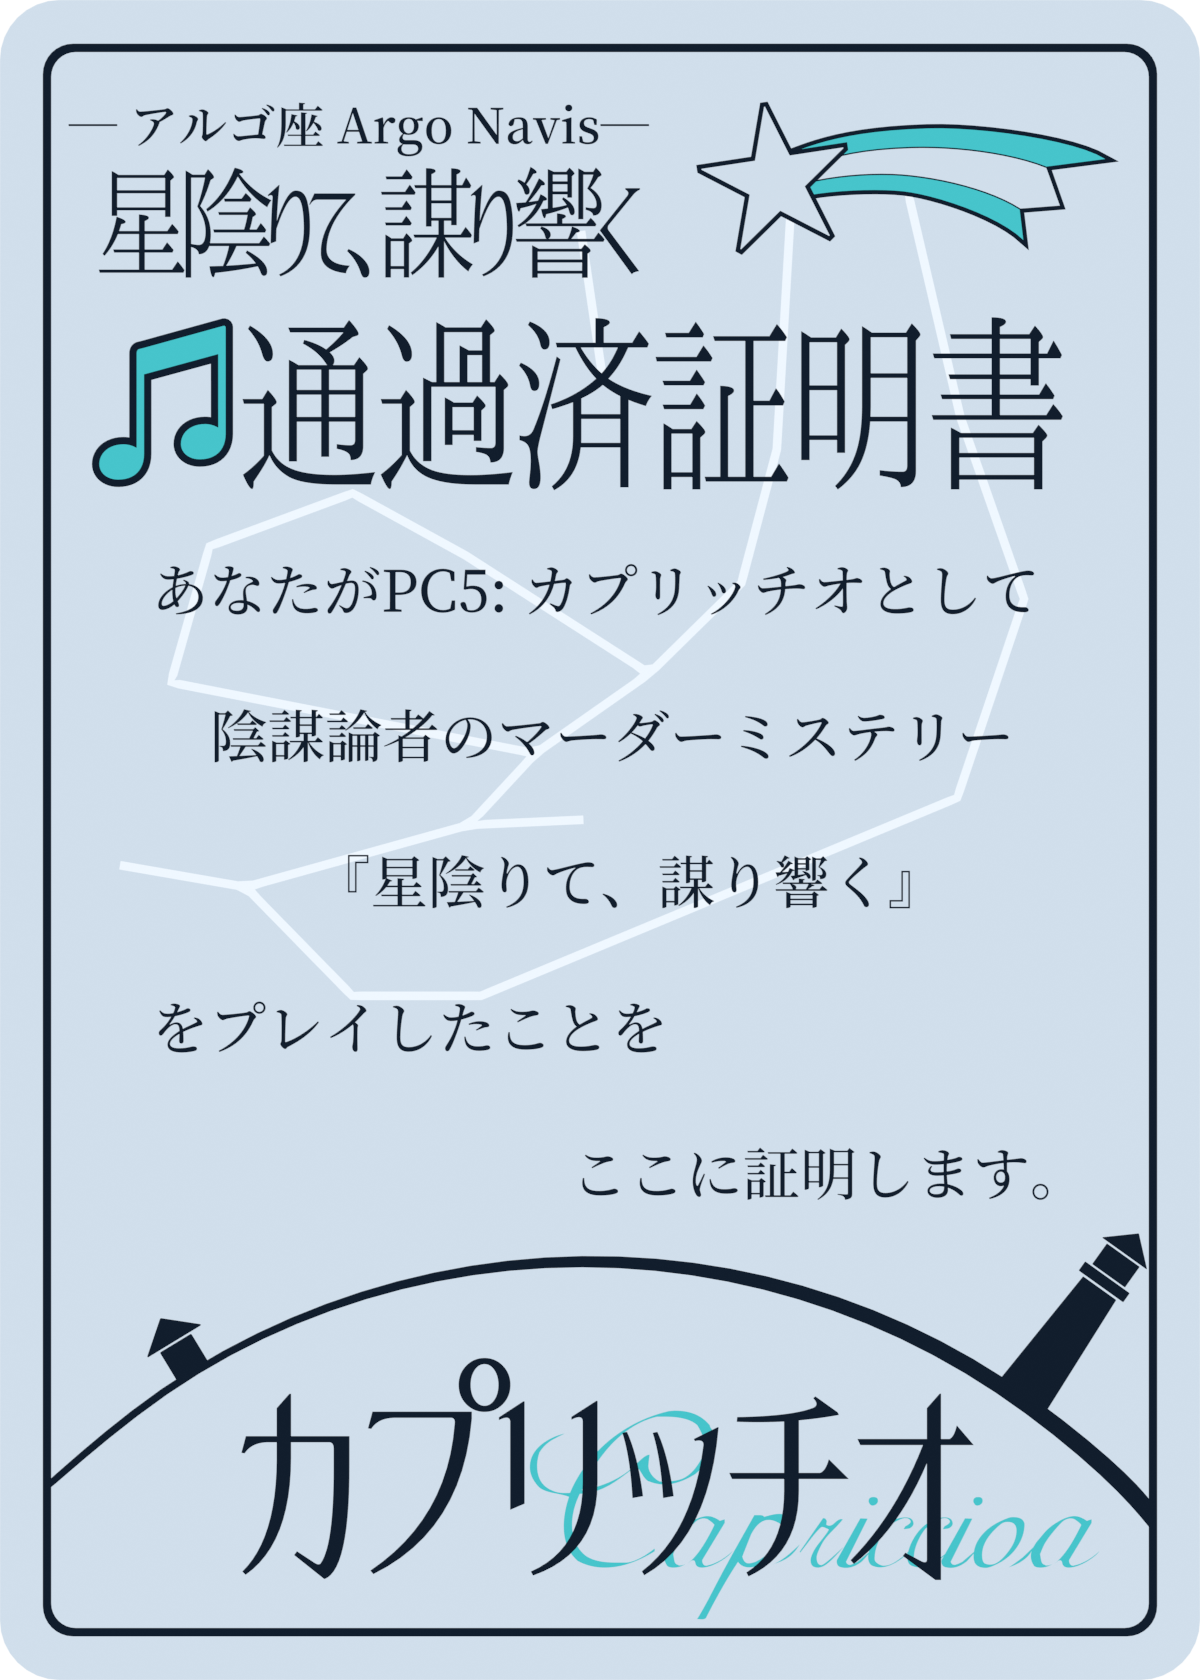 ― アルゴ座 Argo Navis―
星陰りて、謀り響く
通過済証明書
あなたがPC5: カプリッチオとして
陰謀論者のマーダーミステリー
『星陰りて、謀り響く』
をプレイしたことを
ここに証明します。
カプリッチオ
Capriccioa